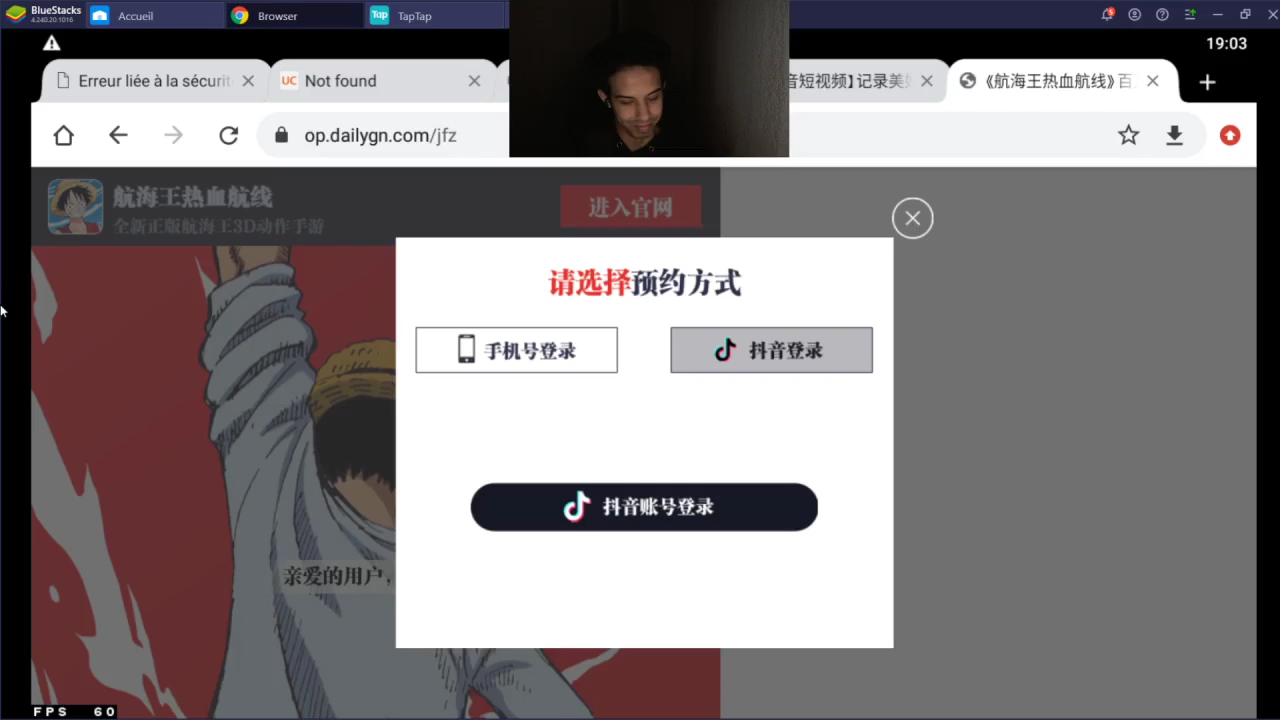 BlueStacks
4.240.20.1016
Accueil
Browser
Tap
TapTap
5
19:03
Erreur liée à la sécurit
UC
Not found
音短视频】记录美
《航海王热血航线》百
op.dailygn.com/jfz
航海王热血航线
全新正版航海王3D动作手游
进入官网
请选择预约方式
手机号登录
抖音登录
抖音账号登录
亲爱的用户，
FPS 60